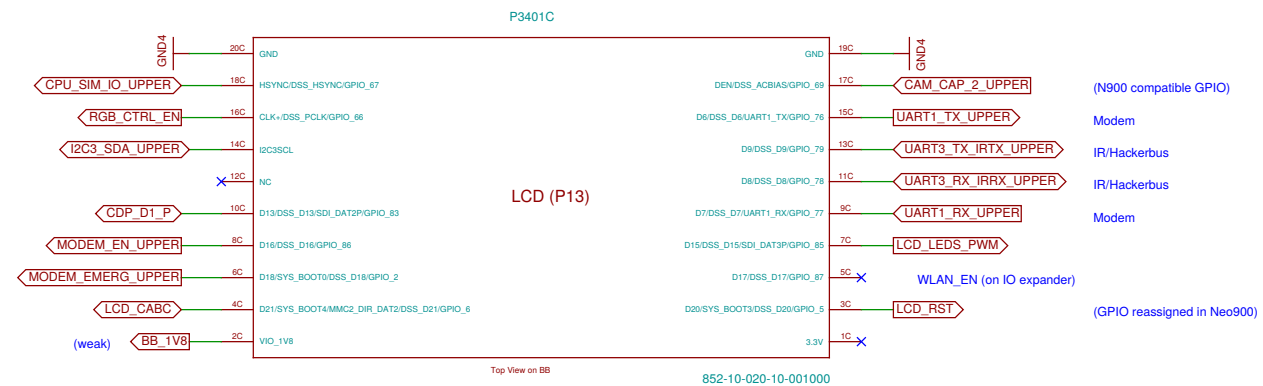 P3401C
GND4 20C GND GND 19C GND4
CPU_SIM_IO_UPPER 18C HSYNC/DSS_HSYNC/GPIO_67 DEN/DSS_ACBIAS/GPIO_69 17C CAM_CAP_2_UPPER (N900 compatible GPIO)
RGB_CTRL_EN 16C CLK+/DSS_PCLK/GPIO_66 D6/DSS_D6/UART1_TX/GPIO_76 15C UART1_TX_UPPER Modem
I2C3_SDA_UPPER 14C I2C3SCL D9/DSS_D9/GPIO_79 13C UART3_TX_IRTX_UPPER IR/Hackerbus
12C NC D8/DSS_D8/GPIO_78 11C UART3_RX_IRRX_UPPER IR/Hackerbus
LCD (P13)
CDP_D1_P 10C D13/DSS_D13/SDI_DAT2P/GPIO_83 D7/DSS_D7/UART1_RX/GPIO_77 9C UART1_RX_UPPER Modem
MODEM_EN_UPPER 8C D16/DSS_D16/GPIO_86 D15/DSS_D15/SDI_DAT3P/GPIO_85 7C LCD_LEDS_PWM
MODEM_EMERG_UPPER 6C D18/SYS_BOOT0/DSS_D18/GPIO_2 D17/DSS_D17/GPIO_87 5C WLAN_EN (on IO expander)
LCD_CABC 4C D21/SYS_BOOT4/MMC2_DIR_DAT2/DSS_D21/GPIO_6 D20/SYS_BOOT3/DSS_D20/GPIO_5 3C LCD_RST (GPIO reassigned in Neo900)
(weak) BB_1V8 2C VIO_1V8 3.3V 1C
Top View on BB
852-10-020-10-001000